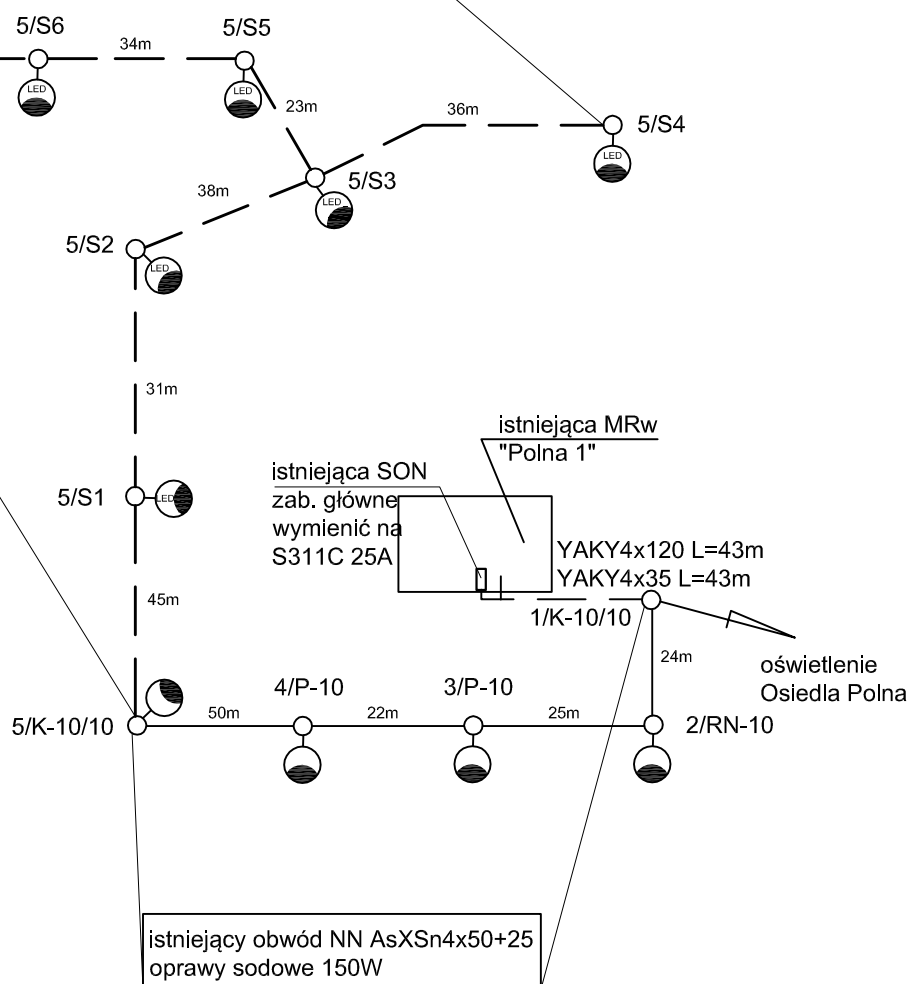 5/S6
34m
5/S5
LED
LED
23m
36m
5/S4
LED
38m
5/S3
LED
5/S2
LED
31m
istniejąca MRw
"Polna 1"
istniejąca SON
zab. główne
wymienić na
S311C 25A
5/S1
LED
YAKY4x120 L=43m
YAKY4x35 L=43m
45m
1/K-10/10
24m
oświetlenie
Osiedla Polna
4/P-10
3/P-10
5/K-10/10
50m
22m
25m
2/RN-10
istniejący obwód NN AsXSn4x50+25
oprawy sodowe 150W